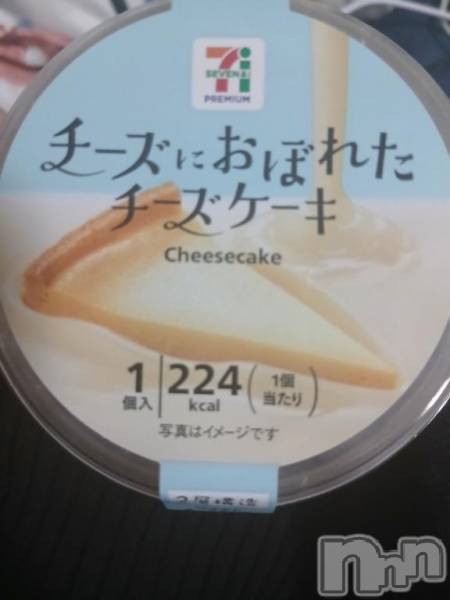 SEVEN&i
PREMIUM
チーズにおぼれた
チーズケーキ
Cheesecake
1
個入
224
kcal
(1個
当たり)
写真はイメージです
nnn